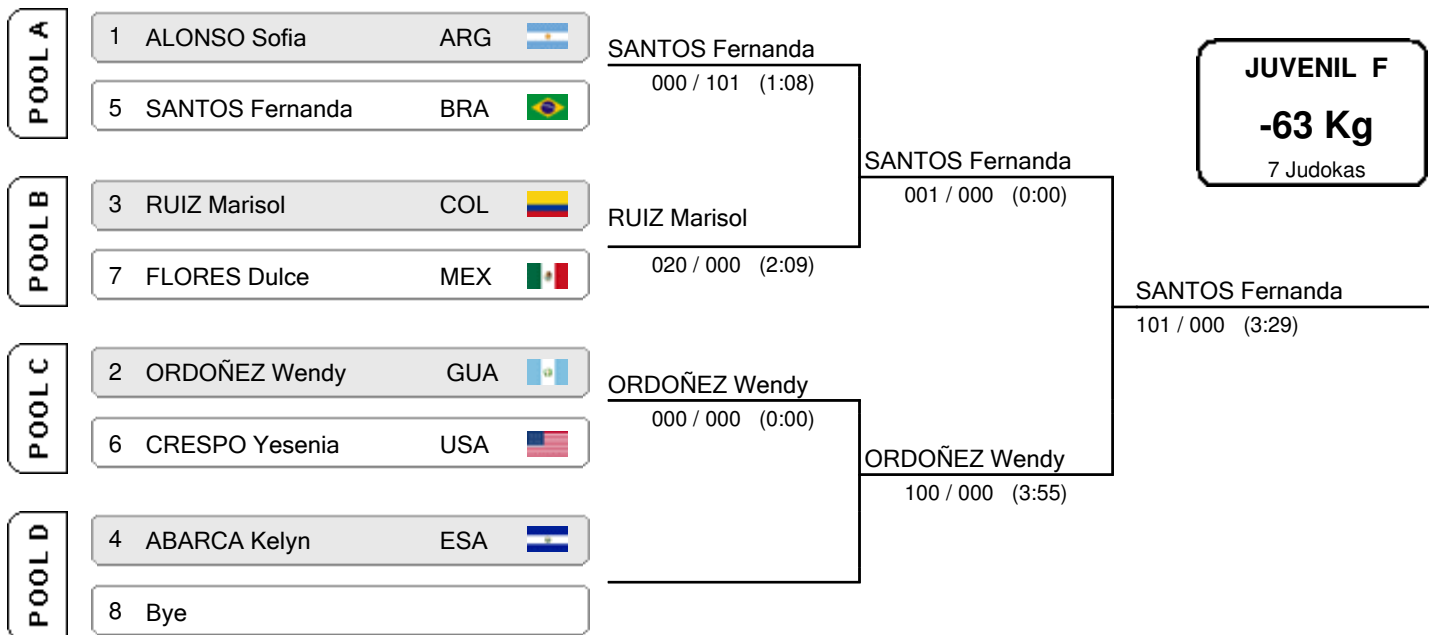 POOL A
1 ALONSO Sofia ARG
5 SANTOS Fernanda BRA
POOL B
3 RUIZ Marisol COL
7 FLORES Dulce MEX
POOL C
2 ORDOÑEZ Wendy GUA
6 CRESPO Yesenia USA
POOL D
4 ABARCA Kelyn ESA
8 Bye
SANTOS Fernanda
000 / 101 (1:08)
RUIZ Marisol
020 / 000 (2:09)
ORDOÑEZ Wendy
000 / 000 (0:00)
SANTOS Fernanda
001 / 000 (0:00)
ORDOÑEZ Wendy
100 / 000 (3:55)
SANTOS Fernanda
101 / 000 (3:29)
JUVENIL F
-63 Kg
7 Judokas